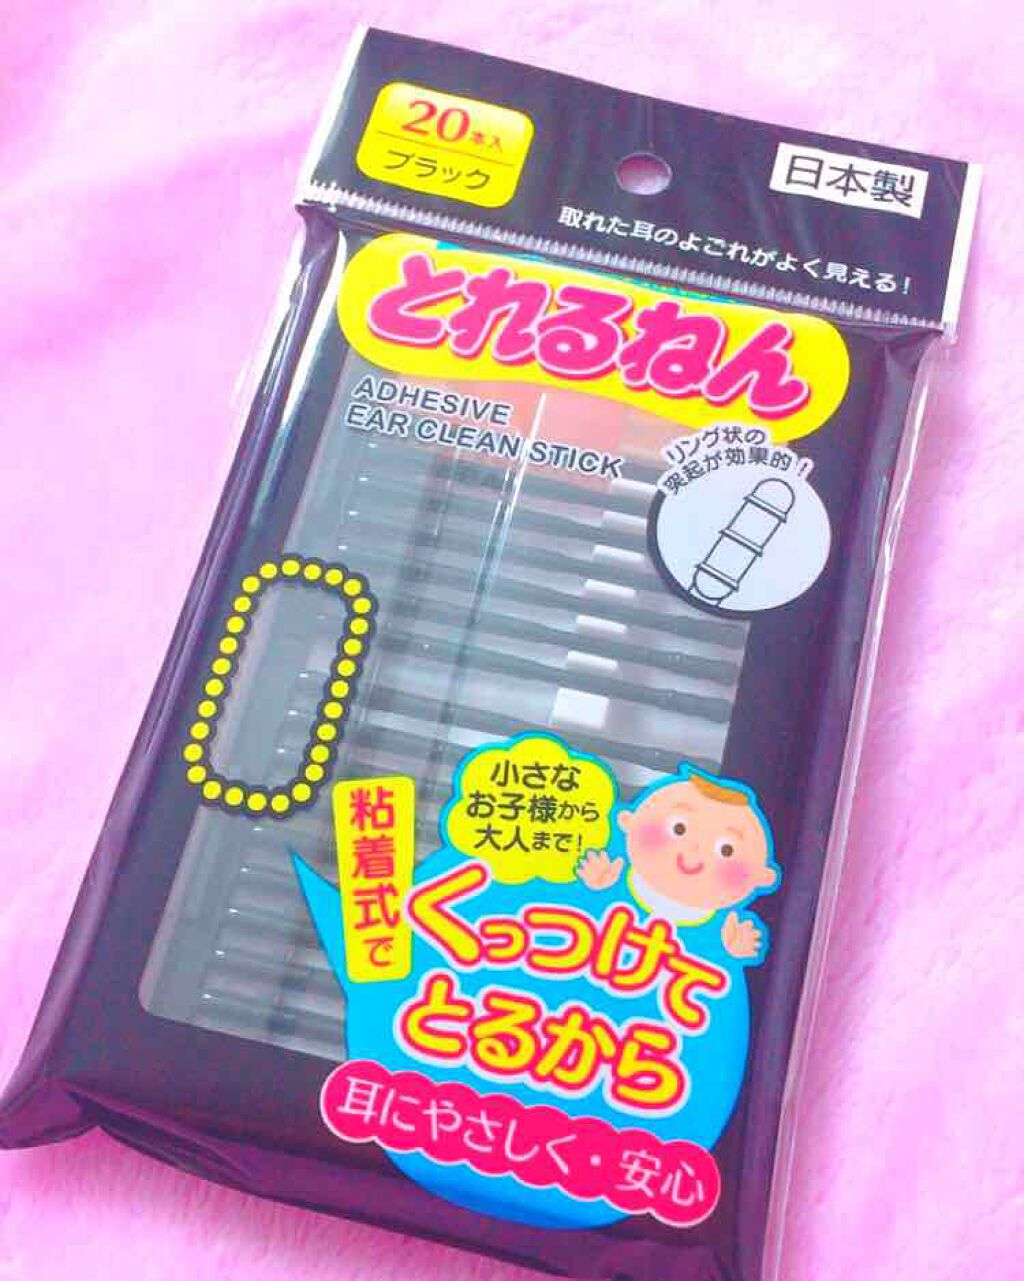 20本入
ブラック
日本製
取れた耳のよごれがよく見える!
とれるねん
ADHESIVE
EAR CLEAN STICK
リング状の
突起が効果的!
小さな
お子様から
大人まで!
粘着式で
くっつけて
とるから
耳にやさしく・安心